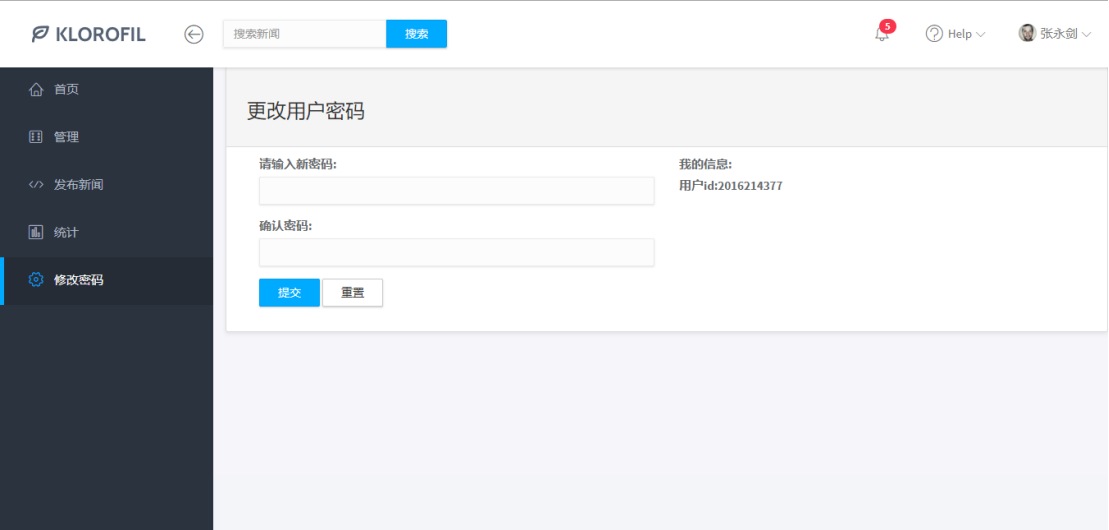 KLOROFIL
搜索新闻
搜索
5
Help
张永剑
首页
管理
发布新闻
统计
修改密码
更改用户密码
请输入新密码:
确认密码:
提交
重置
我的信息:
用户id:2016214377